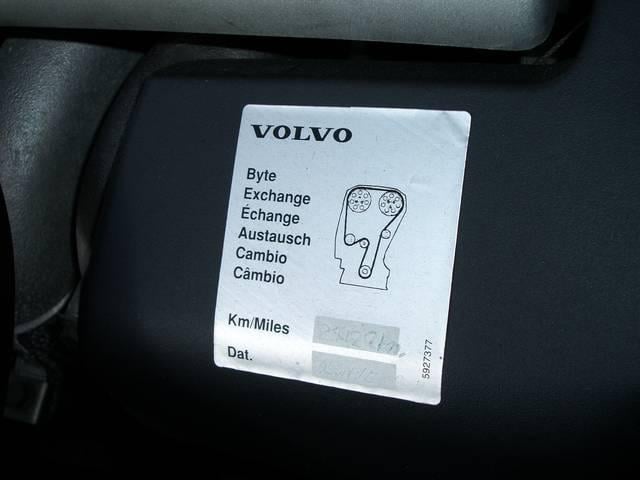 VOLVO
Byte
Exchange
Échange
Austausch
Cambio
Câmbio
Km/Miles
Dat.
5927377